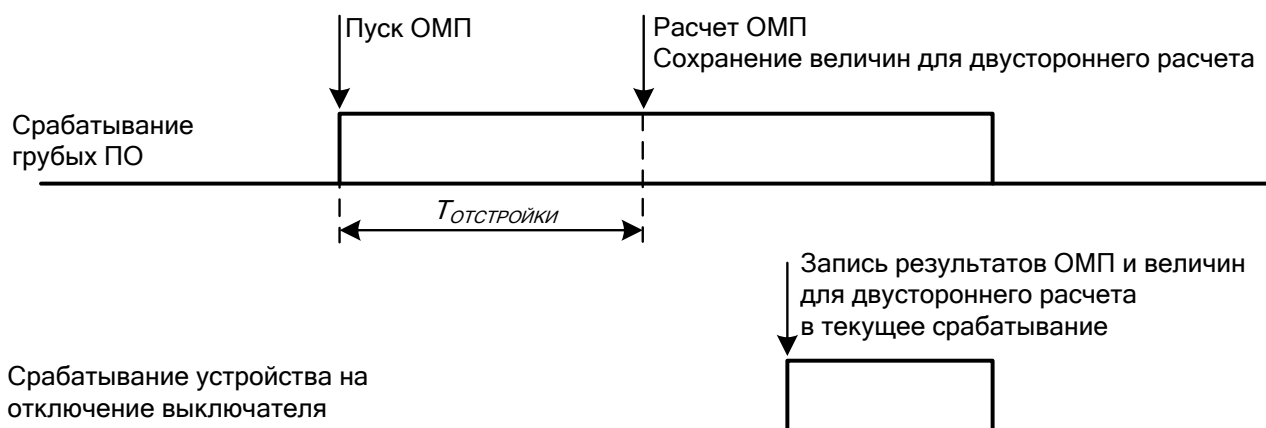 Пуск ОМП
Расчет ОМП
Сохранение величин для двустороннего расчета
Срабатывание
грубых ПО
TОТСТРОЙКИ
Запись результатов ОМП и величин
для двустороннего расчета
в текущее срабатывание
Срабатывание устройства на
отключение выключателя